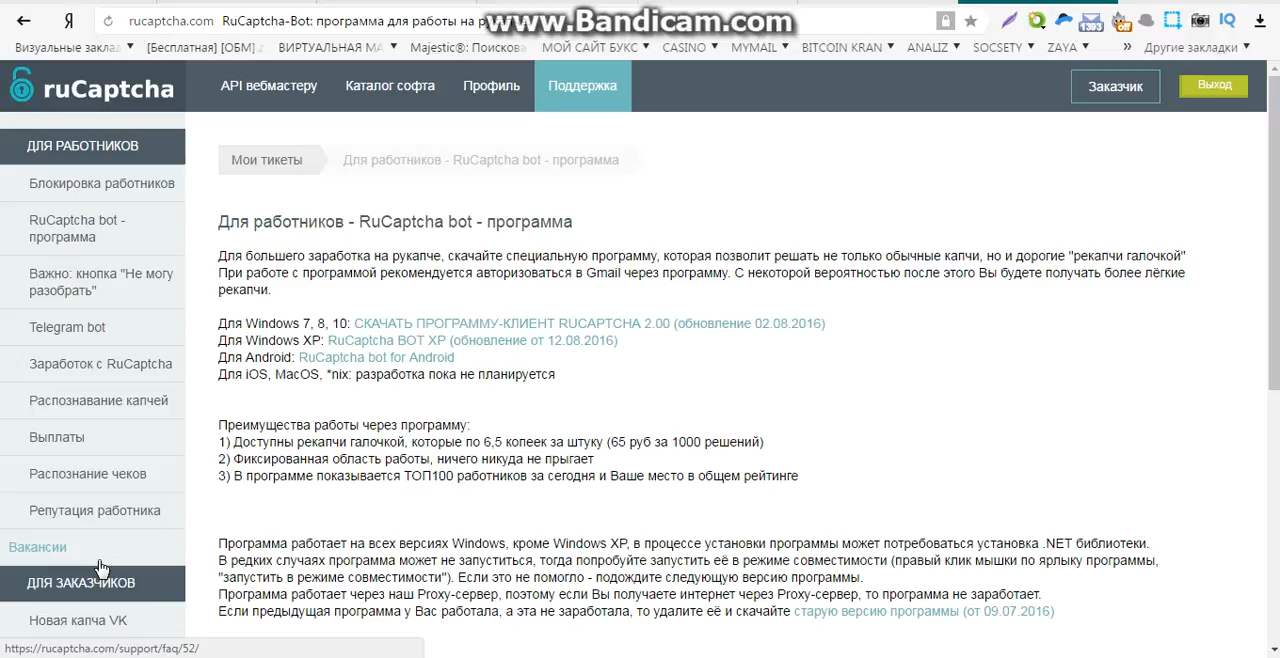 rucaptcha.com RuCaptcha-Bot: программа для работы на р
www.Bandicam.com
1393
off
IQ
Визуальные заклад
[Бесплатная] [ОБМ]
ВИРТУАЛЬНАЯ МА
Majestic®: Поискова
МОЙ САЙТ БУКС
CASINO
MYMAIL
BITCOIN KRAN
ANALIZ
SOCSETY
ZAYA
» Другие закладки
ruCaptcha
API вебмастеру
Каталог софта
Профиль
Поддержка
Заказчик
Выход
ДЛЯ РАБОТНИКОВ
Блокировка работников
RuCaptcha bot -
программа
Важно: кнопка "Не могу
разобрать"
Telegram bot
Заработок с RuCaptcha
Распознавание капчей
Выплаты
Распознание чеков
Репутация работника
Вакансии
ДЛЯ ЗАКАЗЧИКОВ
Новая капча VK
Мои тикеты
Для работников - RuCaptcha bot - программа
Для работников - RuCaptcha bot - программа
Для большего заработка на рукапче, скачайте специальную программу, которая позволит решать не только обычные капчи, но и дорогие "рекапчи галочкой"
При работе с программой рекомендуется авторизоваться в Gmail через программу. С некоторой вероятностью после этого Вы будете получать более лёгкие
рекапчи.
Для Windows 7, 8, 10: СКАЧАТЬ ПРОГРАММУ-КЛИЕНТ RUCAPTCHA 2.00 (обновление 02.08.2016)
Для Windows XP: RuCaptcha BOT XP (обновление от 12.08.2016)
Для Android: RuCaptcha bot for Android
Для iOS, MacOS, *nix: разработка пока не планируется
Преимущества работы через программу:
1) Доступны рекапчи галочкой, которые по 6,5 копеек за штуку (65 руб за 1000 решений)
2) Фиксированная область работы, ничего никуда не прыгает
3) В программе показывается ТОП100 работников за сегодня и Ваше место в общем рейтинге
Программа работает на всех версиях Windows, кроме Windows XP, в процессе установки программы может потребоваться установка .NET библиотеки.
В редких случаях программа может не запуститься, тогда попробуйте запустить её в режиме совместимости (правый клик мышки по ярлыку программы,
"запустить в режиме совместимости"). Если это не помогло - подождите следующую версию программы.
Программа работает через наш Proxy-сервер, поэтому если Вы получаете интернет через Proxy-сервер, то программа не заработает.
Если предыдущая программа у Вас работала, а эта не заработала, то удалите её и скачайте старую версию программы (от 09.07.2016)
https://rucaptcha.com/support/faq/52/